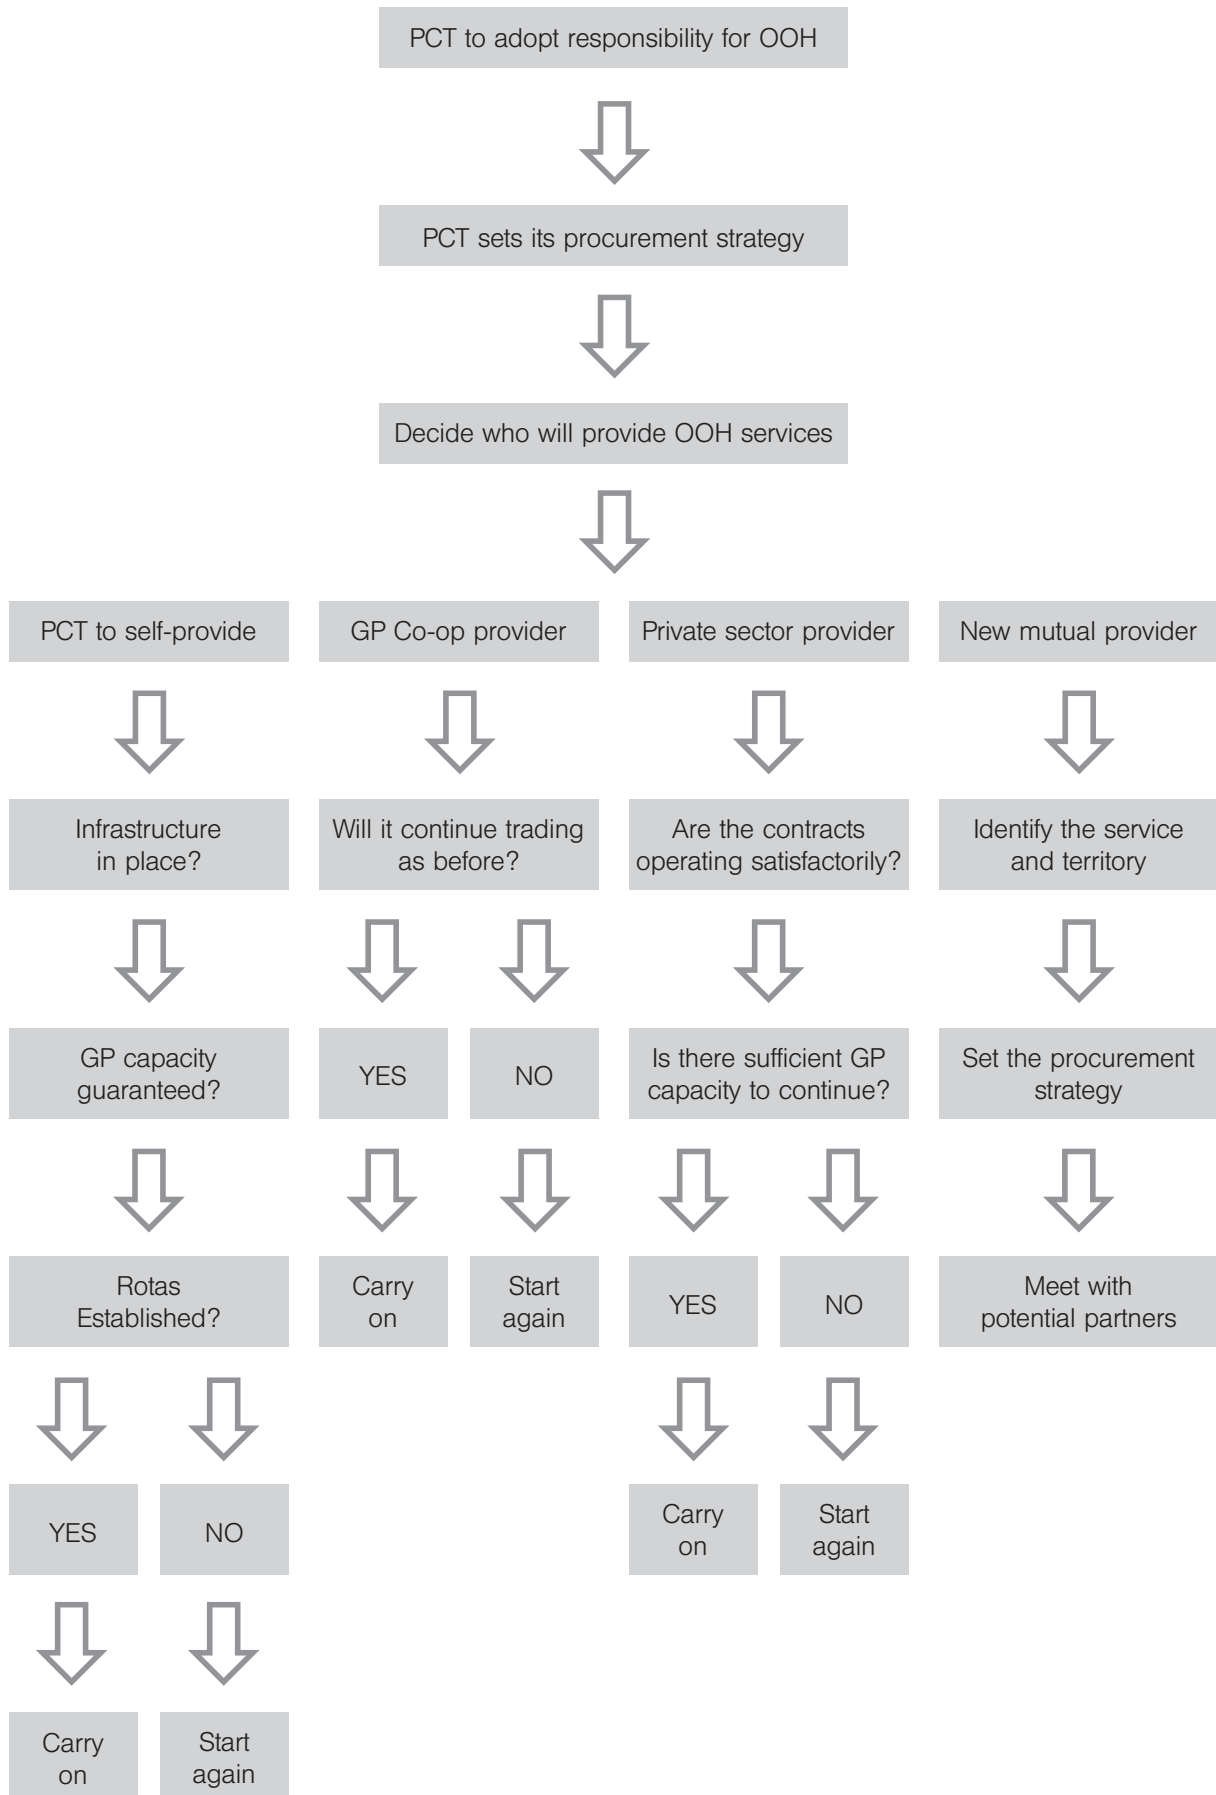 PCT to adopt responsibility for OOH
PCT sets its procurement strategy
Decide who will provide OOH services
PCT to self-provide
GP Co-op provider
Private sector provider
New mutual provider
Infrastructure
in place?
Will it continue trading
as before?
Are the contracts
operating satisfactorily?
Identify the service
and territory
GP capacity
guaranteed?
YES
NO
Is there sufficient GP
capacity to continue?
Set the procurement
strategy
Rotas
Established?
Carry
on
Start
again
YES
NO
Meet with
potential partners
YES
NO
Carry
on
Start
again
Carry
on
Start
again